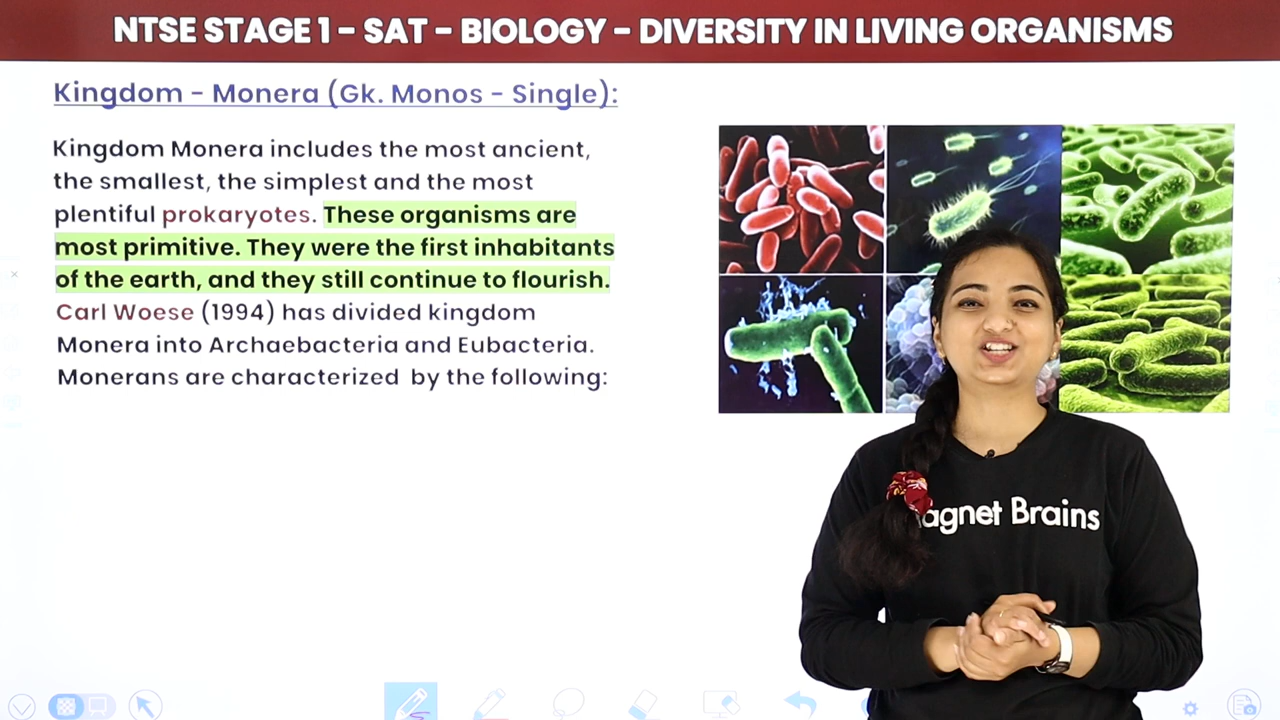 NTSE STAGE 1 - SAT - BIOLOGY - DIVERSITY IN LIVING ORGANISMS
Kingdom - Monera (Gk. Monos - Single):
Kingdom Monera includes the most ancient,
the smallest, the simplest and the most
plentiful prokaryotes. These organisms are
most primitive. They were the first inhabitants
of the earth, and they still continue to flourish.
Carl Woese (1994) has divided kingdom
Monera into Archaebacteria and Eubacteria.
Monerans are characterized by the following:
agnet Brains